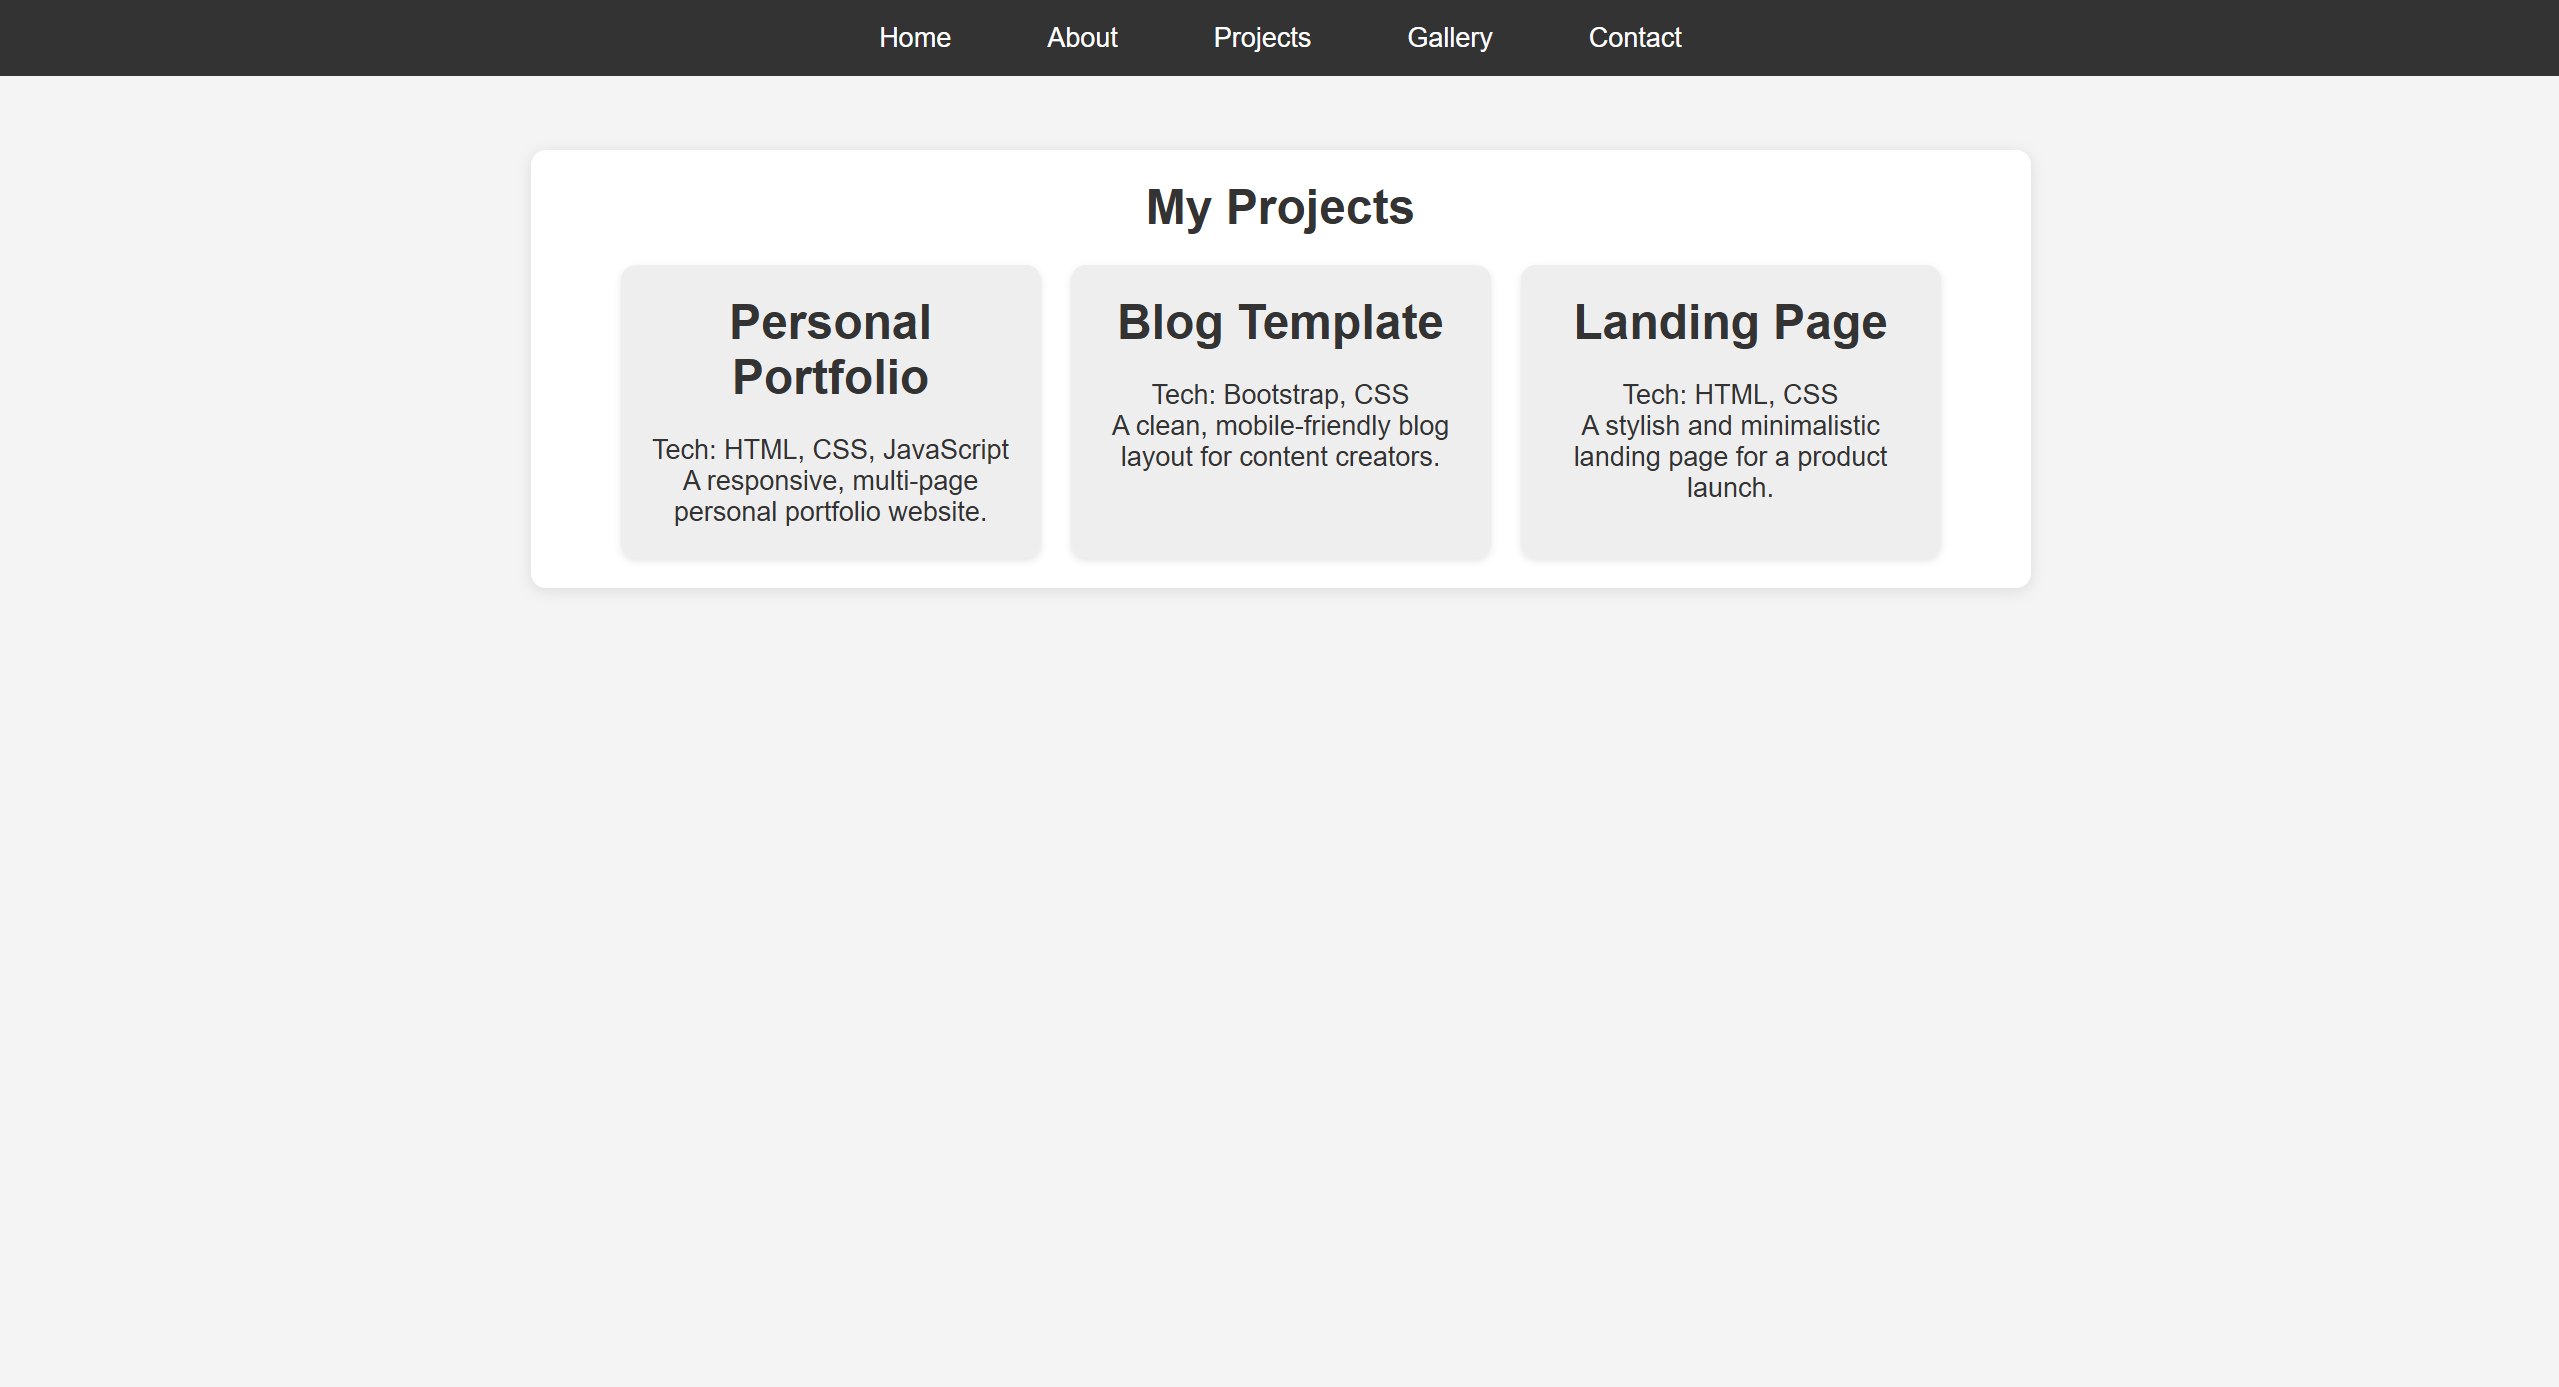 Home About Projects Gallery Contact
My Projects
Personal
Portfolio
Tech: HTML, CSS, JavaScript
A responsive, multi-page
personal portfolio website.
Blog Template
Tech: Bootstrap, CSS
A clean, mobile-friendly blog
layout for content creators.
Landing Page
Tech: HTML, CSS
A stylish and minimalistic
landing page for a product
launch.